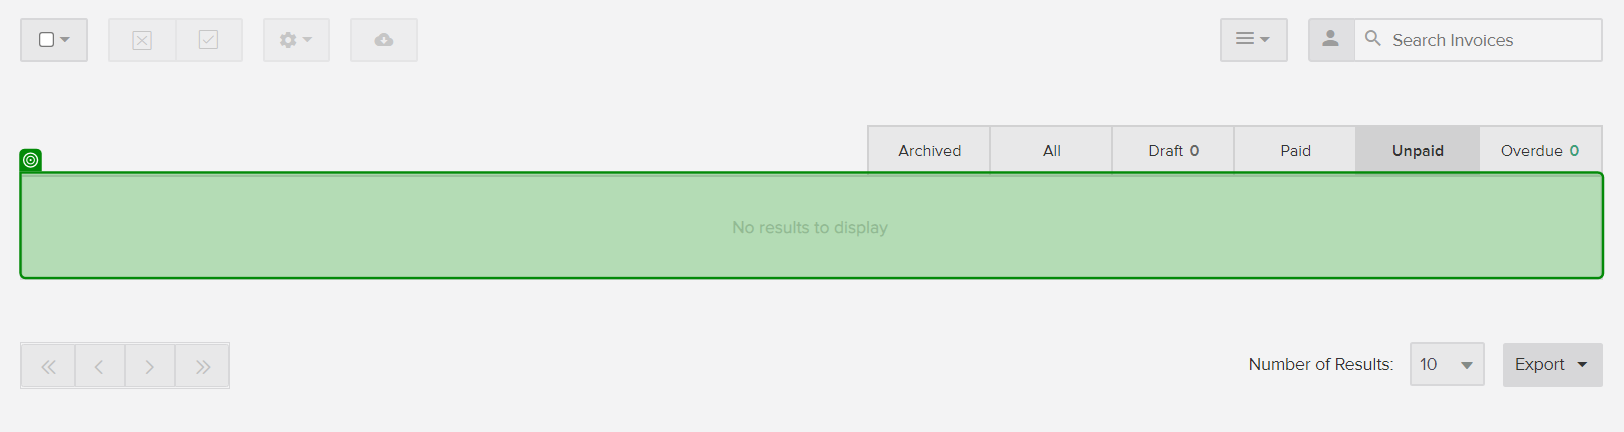 Search Invoices
Archived All Draft 0 Paid Unpaid Overdue 0
No results to display
Number of Results: 10 Export